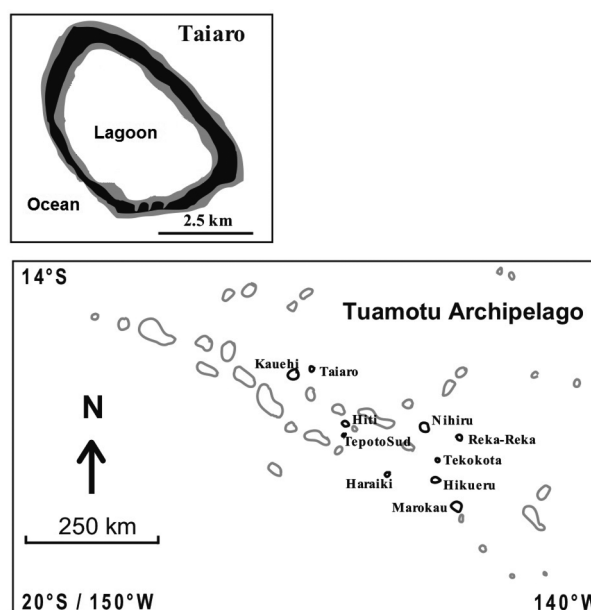 Taiaro
Lagoon
Ocean
2.5 km
14°S
Tuamotu Archipelago
Kauehi
Taiaro
Hiti
Nihiru
TepotoSud
Reka-Reka
N
Tekokota
Haraiki
Hikueru
Marokau
250 km
20°S / 150°W
140°W